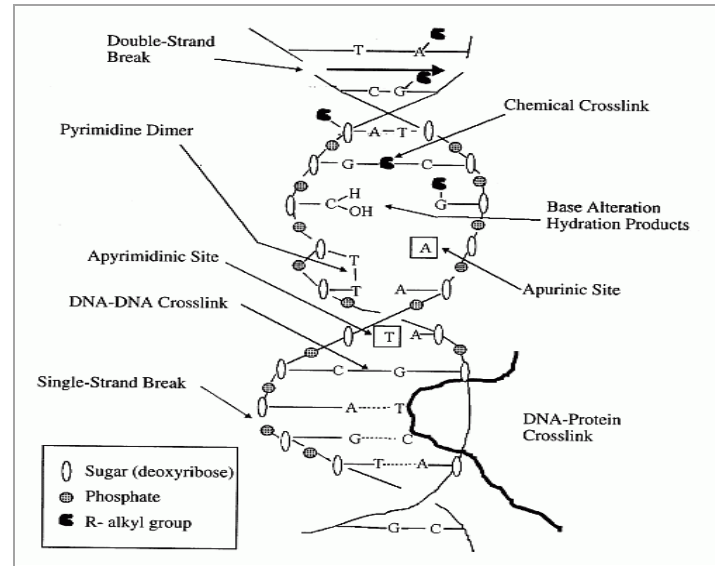 Double-Strand
Break
T A
C G
Chemical Crosslink
A T
Pyrimidine Dimer
G C
H
C
OH
G
Base Alteration
Hydration Products
T
A
Apyrimidinic Site
T
A
Apurinic Site
DNA-DNA Crosslink
T A
C G
Single-Strand Break
A T
DNA-Protein
Crosslink
G C
T A
Sugar (deoxyribose)
Phosphate
R- alkyl group
G C